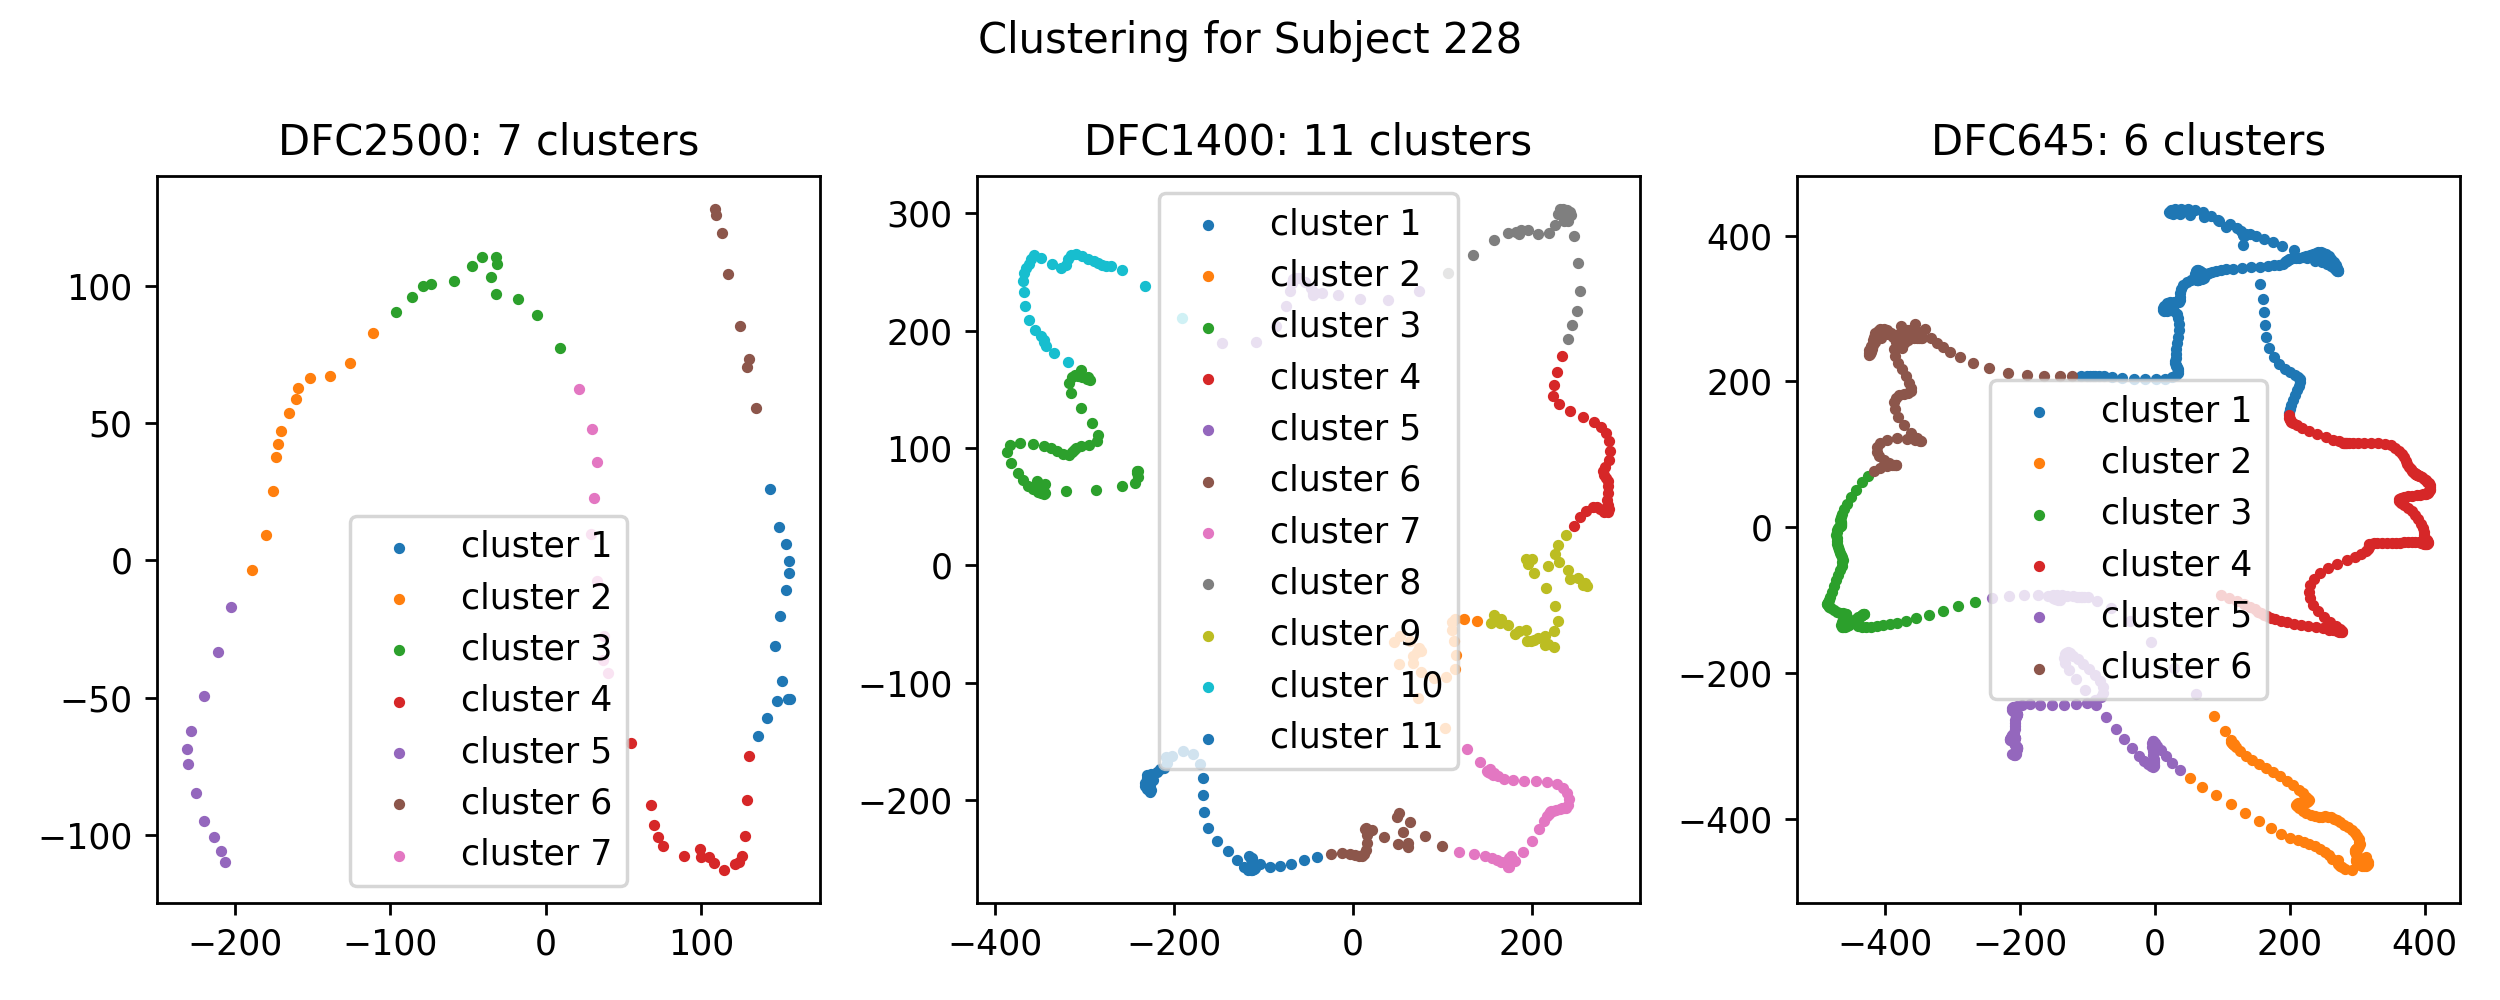 Clustering for Subject 228
DFC2500: 7 clusters
100
50
0
−50
−100
−200
−100
0
100
cluster 1
cluster 2
cluster 3
cluster 4
cluster 5
cluster 6
cluster 7
DFC1400: 11 clusters
300
200
100
0
−100
−200
−400
−200
0
200
cluster 1
cluster 2
cluster 3
cluster 4
cluster 5
cluster 6
cluster 7
cluster 8
cluster 9
cluster 10
cluster 11
DFC645: 6 clusters
400
200
0
−200
−400
−400
−200
0
200
400
cluster 1
cluster 2
cluster 3
cluster 4
cluster 5
cluster 6